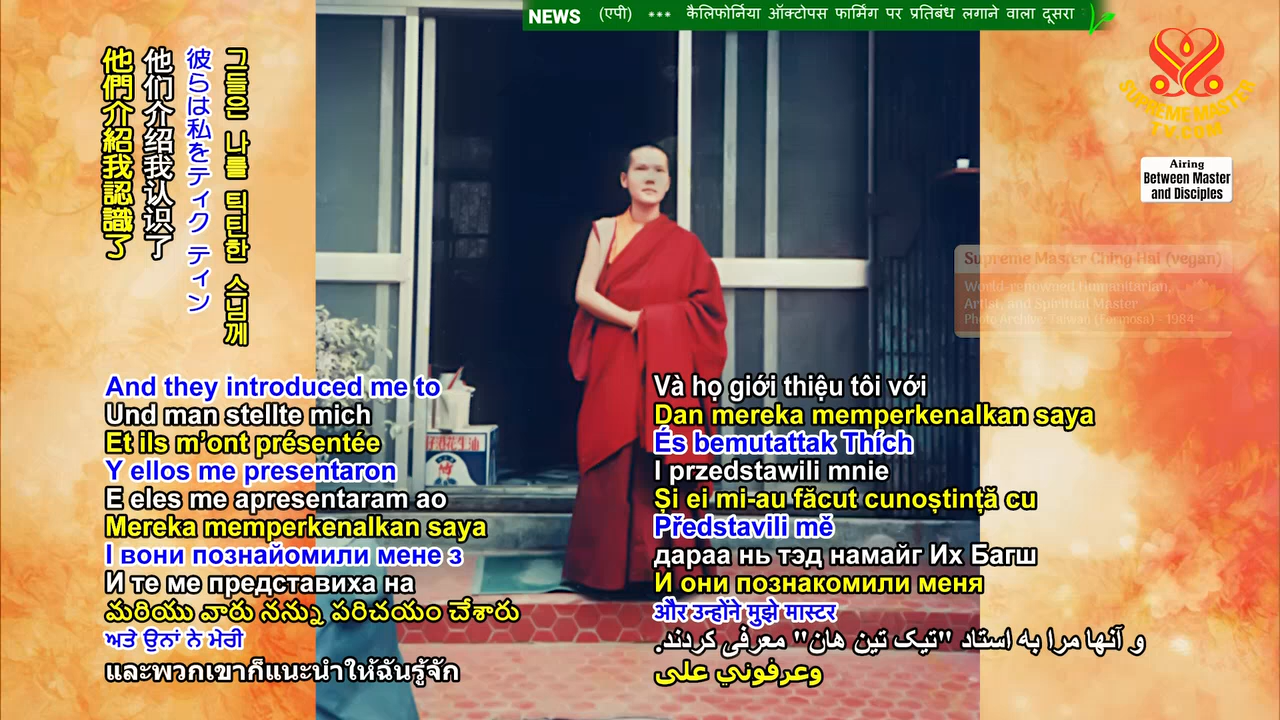 NEWS (एपी) *** कैलिफोर्निया ऑक्टोपस फार्मिंग पर प्रतिबंध लगाने वाला दूसरा
SUPREME MASTER
TV.COM
Airing
Between Master
and Disciples
Supreme Master Ching Hai (vegan)
World-renowned Humanitarian,
Artist, and Spiritual Master
Photo Archive, Taiwan (Formosa) - 1984
그들은 나를 틱틴한 스님께
彼らは私をティク ティン
他们介绍我认识了
他們介紹我認識了
And they introduced me to
Und man stellte mich
Et ils m’ont présentée
Y ellos me presentaron
E eles me apresentaram ao
Mereka memperkenalkan saya
І вони познайомили мене з
И те ме представиха на
మరియు వారు నన్ను పరిచయం చేశారు
ਅਤੇ ਉਨਾਂ ਨੇ ਮੇਰੀ
และพวกเขาก็แนะนำให้ฉันรู้จัก
Và họ giới thiệu tôi với
Dan mereka memperkenalkan saya
És bemutattak Thích
I przedstawili mnie
Și ei mi-au făcut cunoștință cu
Představili mě
дараа нь тэд намайг Их Багш
И они познакомили меня
और उन्होंने मुझे मास्टर
و آنها مرا به استاد "تیک تین هان" معرفی کردند.
وعرفوني على
花生油
竹